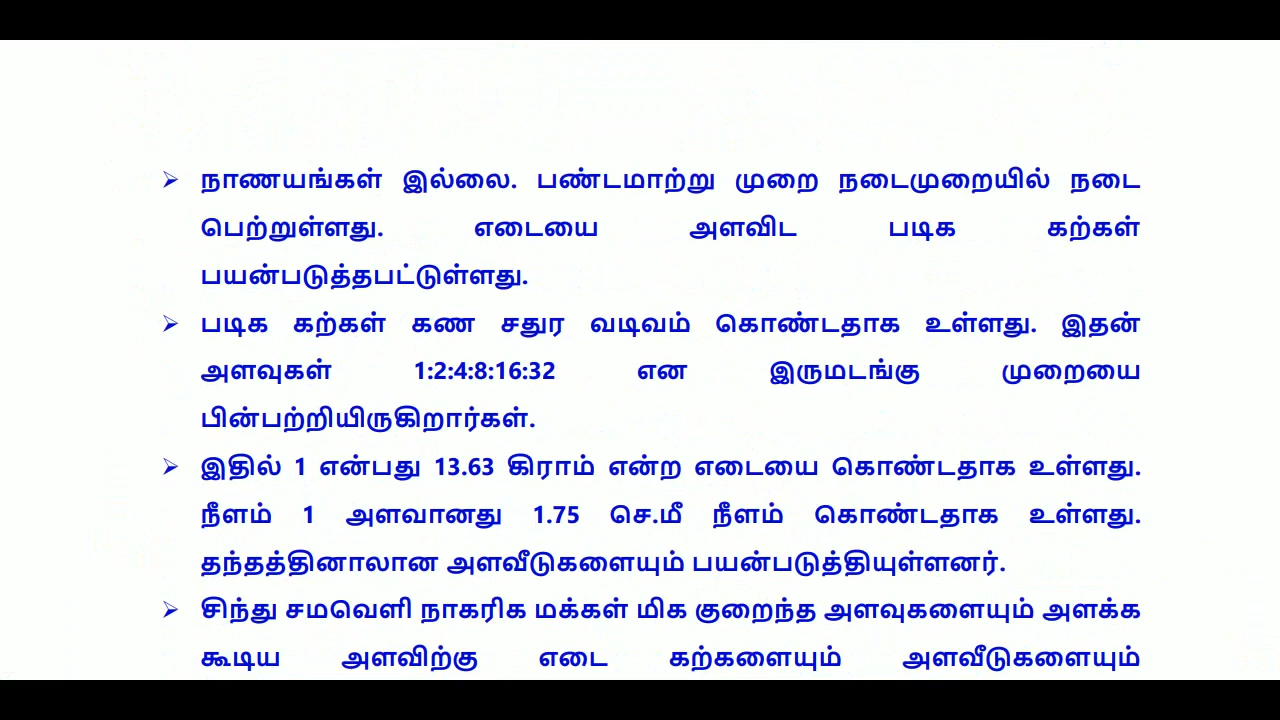 ➢ நாணயங்கள் இல்லை. பண்டமாற்று முறை நடைமுறையில் நடை
பெற்றுள்ளது. எடையை அளவிட படிக கற்கள்
பயன்படுத்தபட்டுள்ளது.
➢ படிக கற்கள் கண சதுர வடிவம் கொண்டதாக உள்ளது. இதன்
அளவுகள் 1:2:4:8:16:32 என இருமடங்கு முறையை
பின்பற்றியிருகிறார்கள்.
➢ இதில் 1 என்பது 13.63 கிராம் என்ற எடையை கொண்டதாக உள்ளது.
நீளம் 1 அளவானது 1.75 செ.மீ நீளம் கொண்டதாக உள்ளது.
தந்தத்தினாலான அளவீடுகளையும் பயன்படுத்தியுள்ளனர்.
➢ சிந்து சமவெளி நாகரிக மக்கள் மிக குறைந்த அளவுகளையும் அளக்க
கூடிய அளவிற்கு எடை கற்களையும் அளவீடுகளையும்